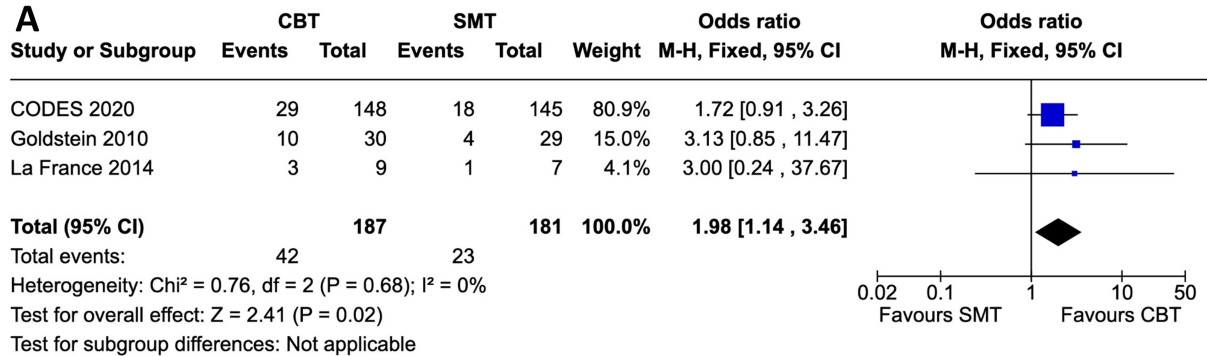 A
CBT SMT Odds ratio Odds ratio
Study or Subgroup Events Total Events Total Weight M-H, Fixed, 95% CI M-H, Fixed, 95% CI
CODES 2020 29 148 18 145 80.9% 1.72 [0.91 , 3.26]
Goldstein 2010 10 30 4 29 15.0% 3.13 [0.85 , 11.47]
La France 2014 3 9 1 7 4.1% 3.00 [0.24 , 37.67]
Total (95% CI) 187 181 100.0% 1.98 [1.14 , 3.46]
Total events: 42 23
Heterogeneity: Chi² = 0.76, df = 2 (P = 0.68); I² = 0%
Test for overall effect: Z = 2.41 (P = 0.02)
Test for subgroup differences: Not applicable
0.02 0.1 1 10 50
Favours SMT Favours CBT